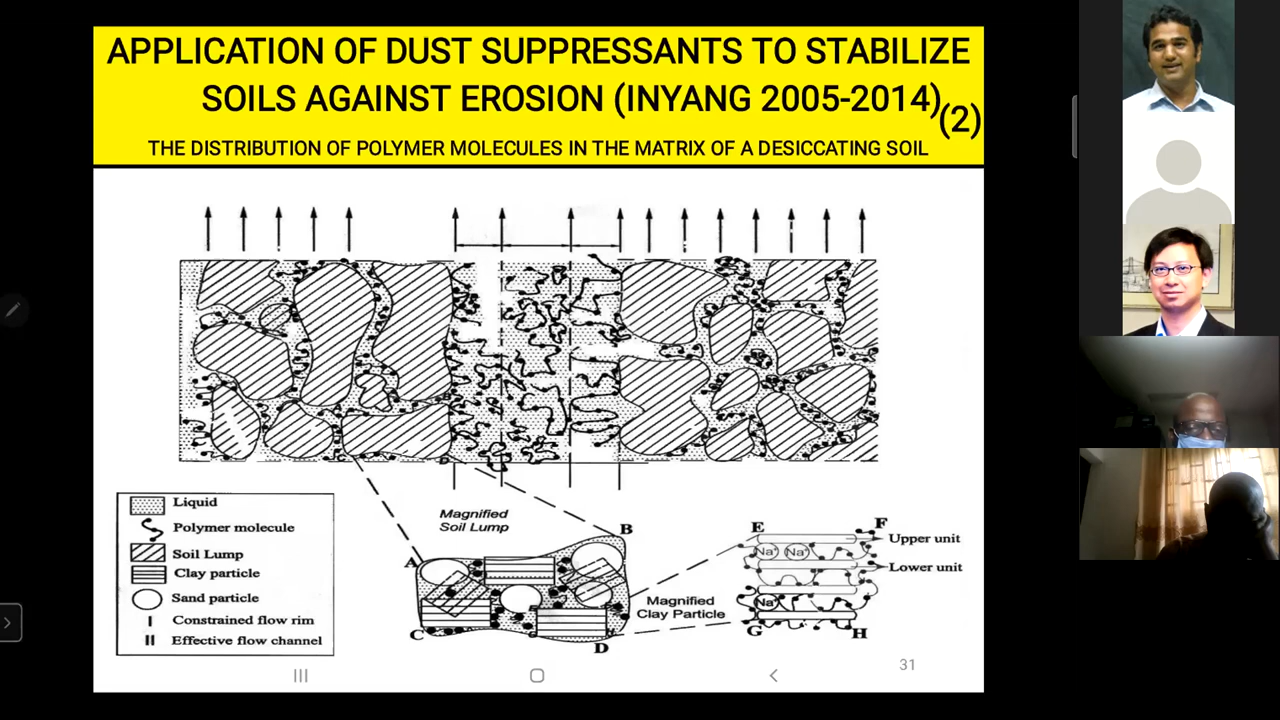 APPLICATION OF DUST SUPPRESSANTS TO STABILIZE
SOILS AGAINST EROSION (INYANG 2005-2014)
(2)
THE DISTRIBUTION OF POLYMER MOLECULES IN THE MATRIX OF A DESICCATING SOIL
Liquid
Polymer molecule
Soil Lump
Clay particle
Sand particle
Constrained flow rim
Effective flow channel
Magnified
Soil Lump
A
B
C
D
Magnified
Clay Particle
E
F
Upper unit
Na⁺ Na⁺
Lower unit
Na⁺
G
H
31